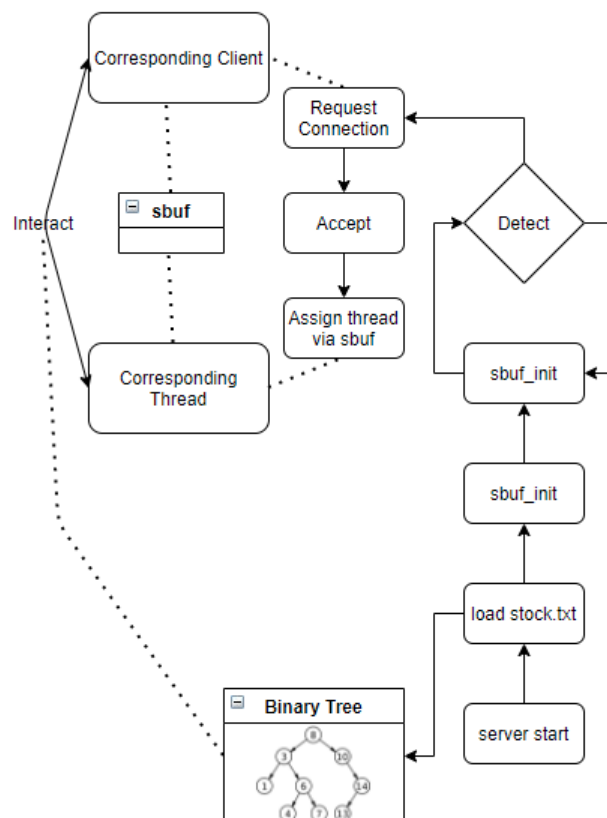 Corresponding Client
Request
Connection
Interact
sbuf
Accept
Detect
Assign thread
via sbuf
Corresponding
Thread
sbuf_init
sbuf_init
load stock.txt
Binary Tree
server start
8
3
10
1
6
14
4
7
13